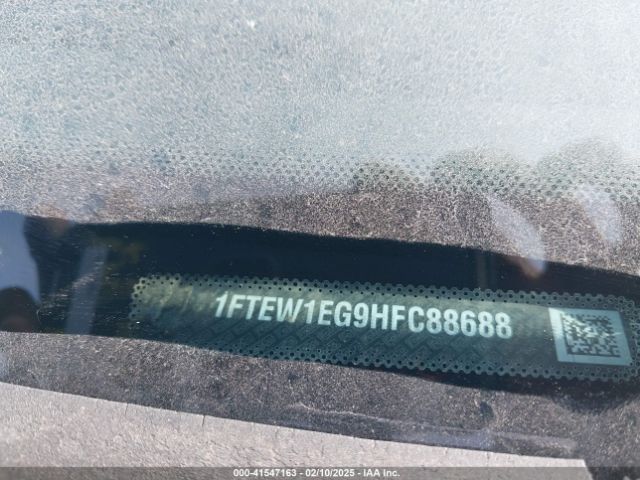 1FTEW1EG9HFC88688
000-41547163 - 02/10/2025 - IAA Inc.